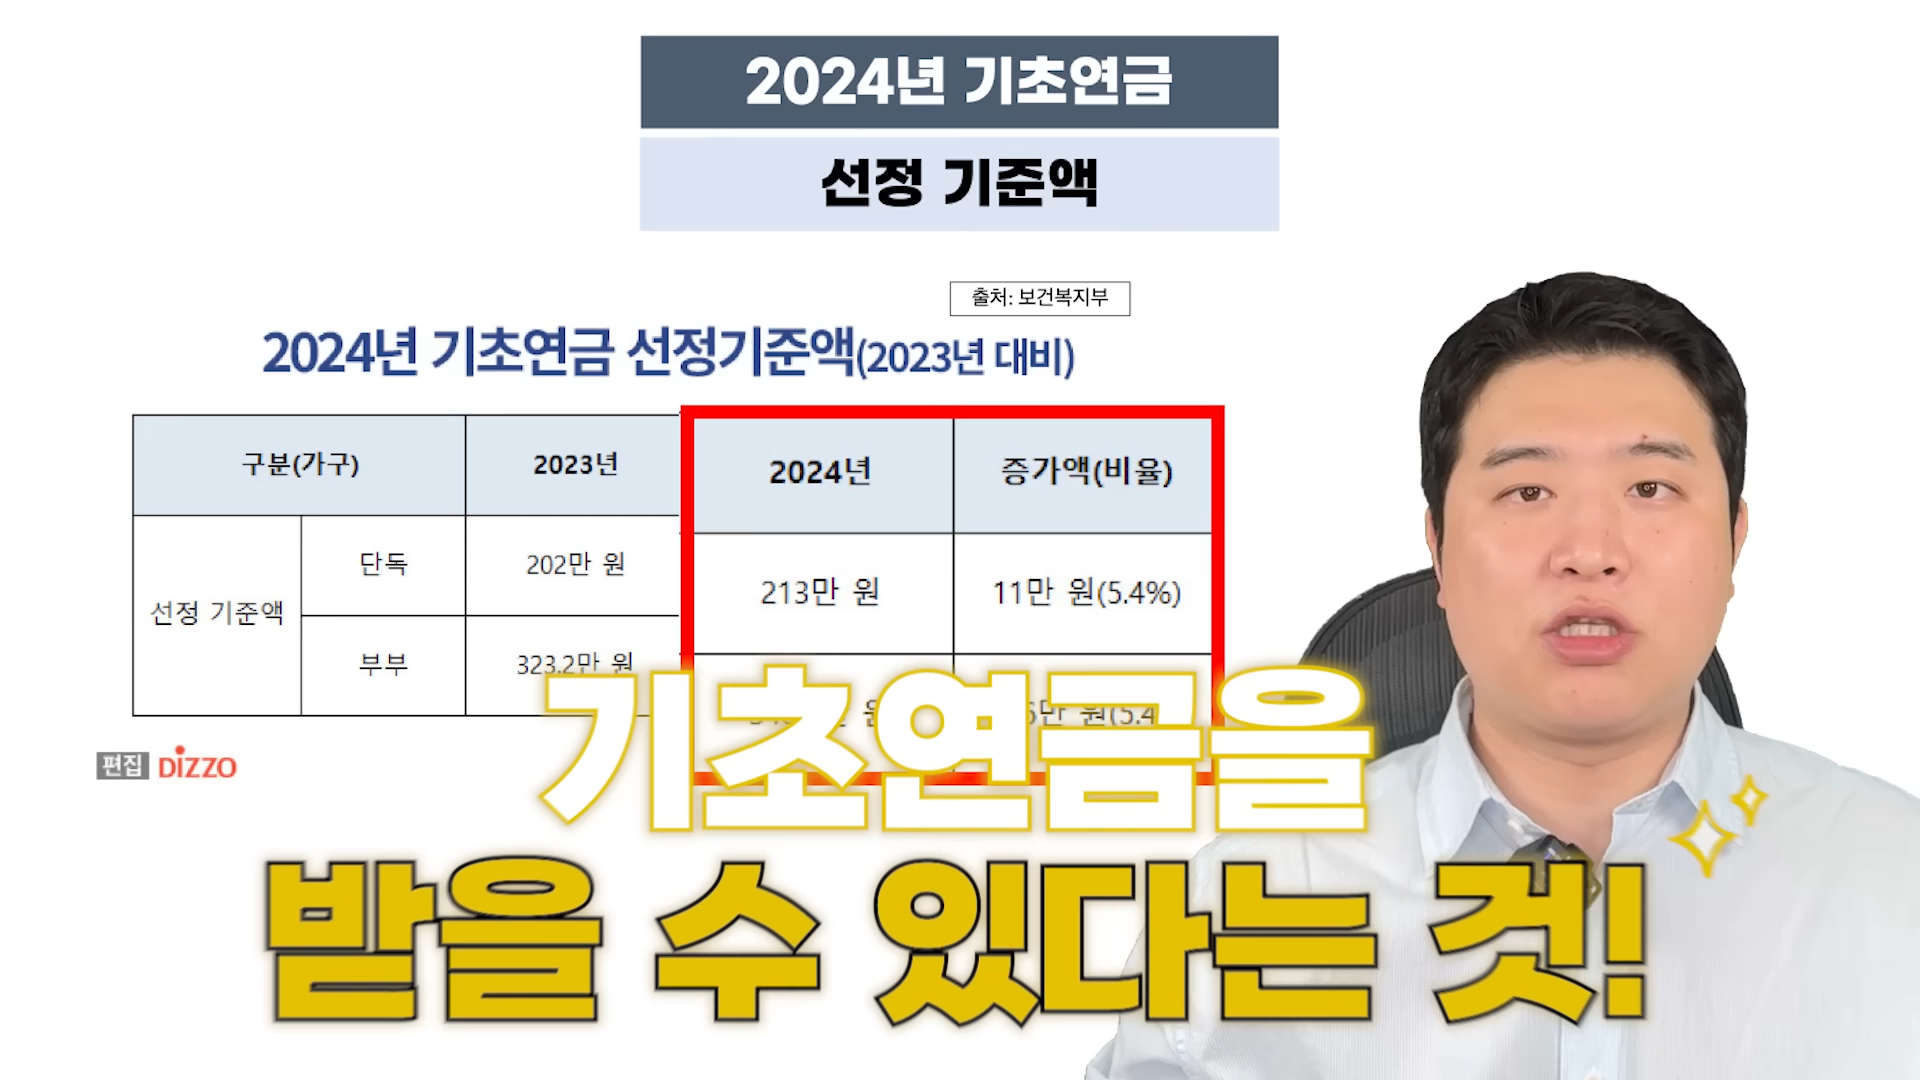 2024년 기초연금
선정 기준액
출처: 보건복지부
2024년 기초연금 선정기준액(2023년 대비)
구분(가구) 2023년 2024년 증가액(비율)
선정 기준액
단독 202만 원 213만 원 11만 원(5.4%)
부부 323.2만 원
편집 DIZZO
기초연금을
받을 수 있다는 것!